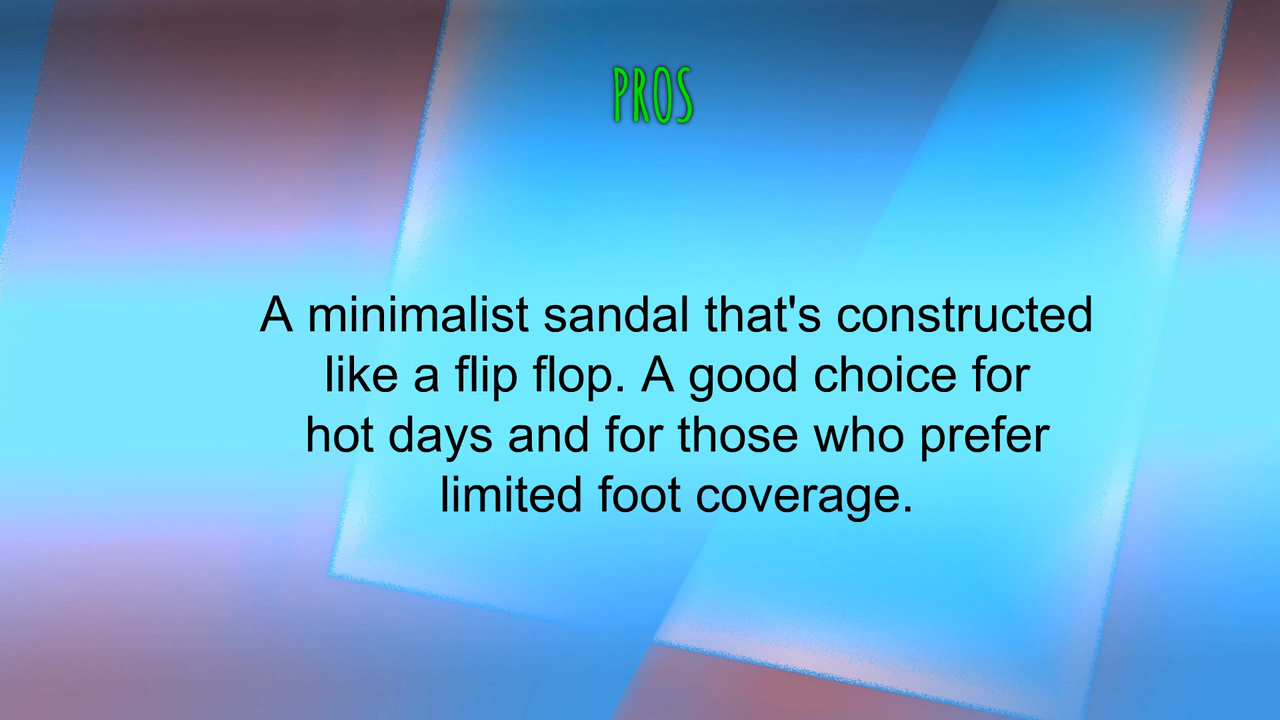 PROS
A minimalist sandal that's constructed
like a flip flop. A good choice for
hot days and for those who prefer
limited foot coverage.